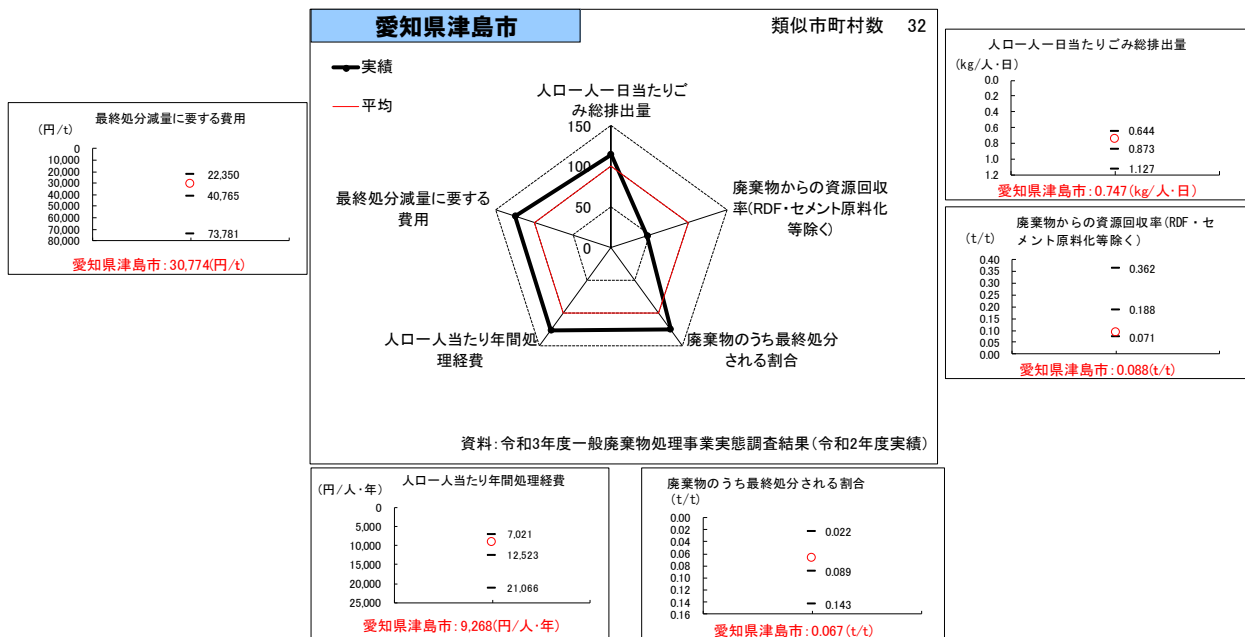 愛知県津島市
類似市町村数 32
実績
平均
人口一人一日当たりご
み総排出量
150
100
50
0
廃棄物からの資源回収
率(RDF・セメント原料化
等除く)
廃棄物のうち最終処分
される割合
人口一人当たり年間処
理経費
最終処分減量に要する
費用
資料:令和3年度一般廃棄物処理事業実態調査結果(令和2年度実績)
最終処分減量に要する費用
(円/t)
0
10,000
20,000
30,000
40,000
50,000
60,000
70,000
80,000
22,350
40,765
73,781
愛知県津島市:30,774(円/t)
人口一人一日当たりごみ総排出量
(kg/人・日)
0.0
0.2
0.4
0.6
0.8
1.0
1.2
0.644
0.873
1.127
愛知県津島市:0.747(kg/人・日)
廃棄物からの資源回収率(RDF・セ
メント原料化等除く)
(t/t)
0.40
0.35
0.30
0.25
0.20
0.15
0.10
0.05
0.00
0.362
0.188
0.071
愛知県津島市:0.088(t/t)
人口一人当たり年間処理経費
(円/人・年)
0
5,000
10,000
15,000
20,000
25,000
7,021
12,523
21,066
愛知県津島市:9,268(円/人・年)
廃棄物のうち最終処分される割合
(t/t)
0.00
0.02
0.04
0.06
0.08
0.10
0.12
0.14
0.16
0.022
0.089
0.143
愛知県津島市:0.067(t/t)